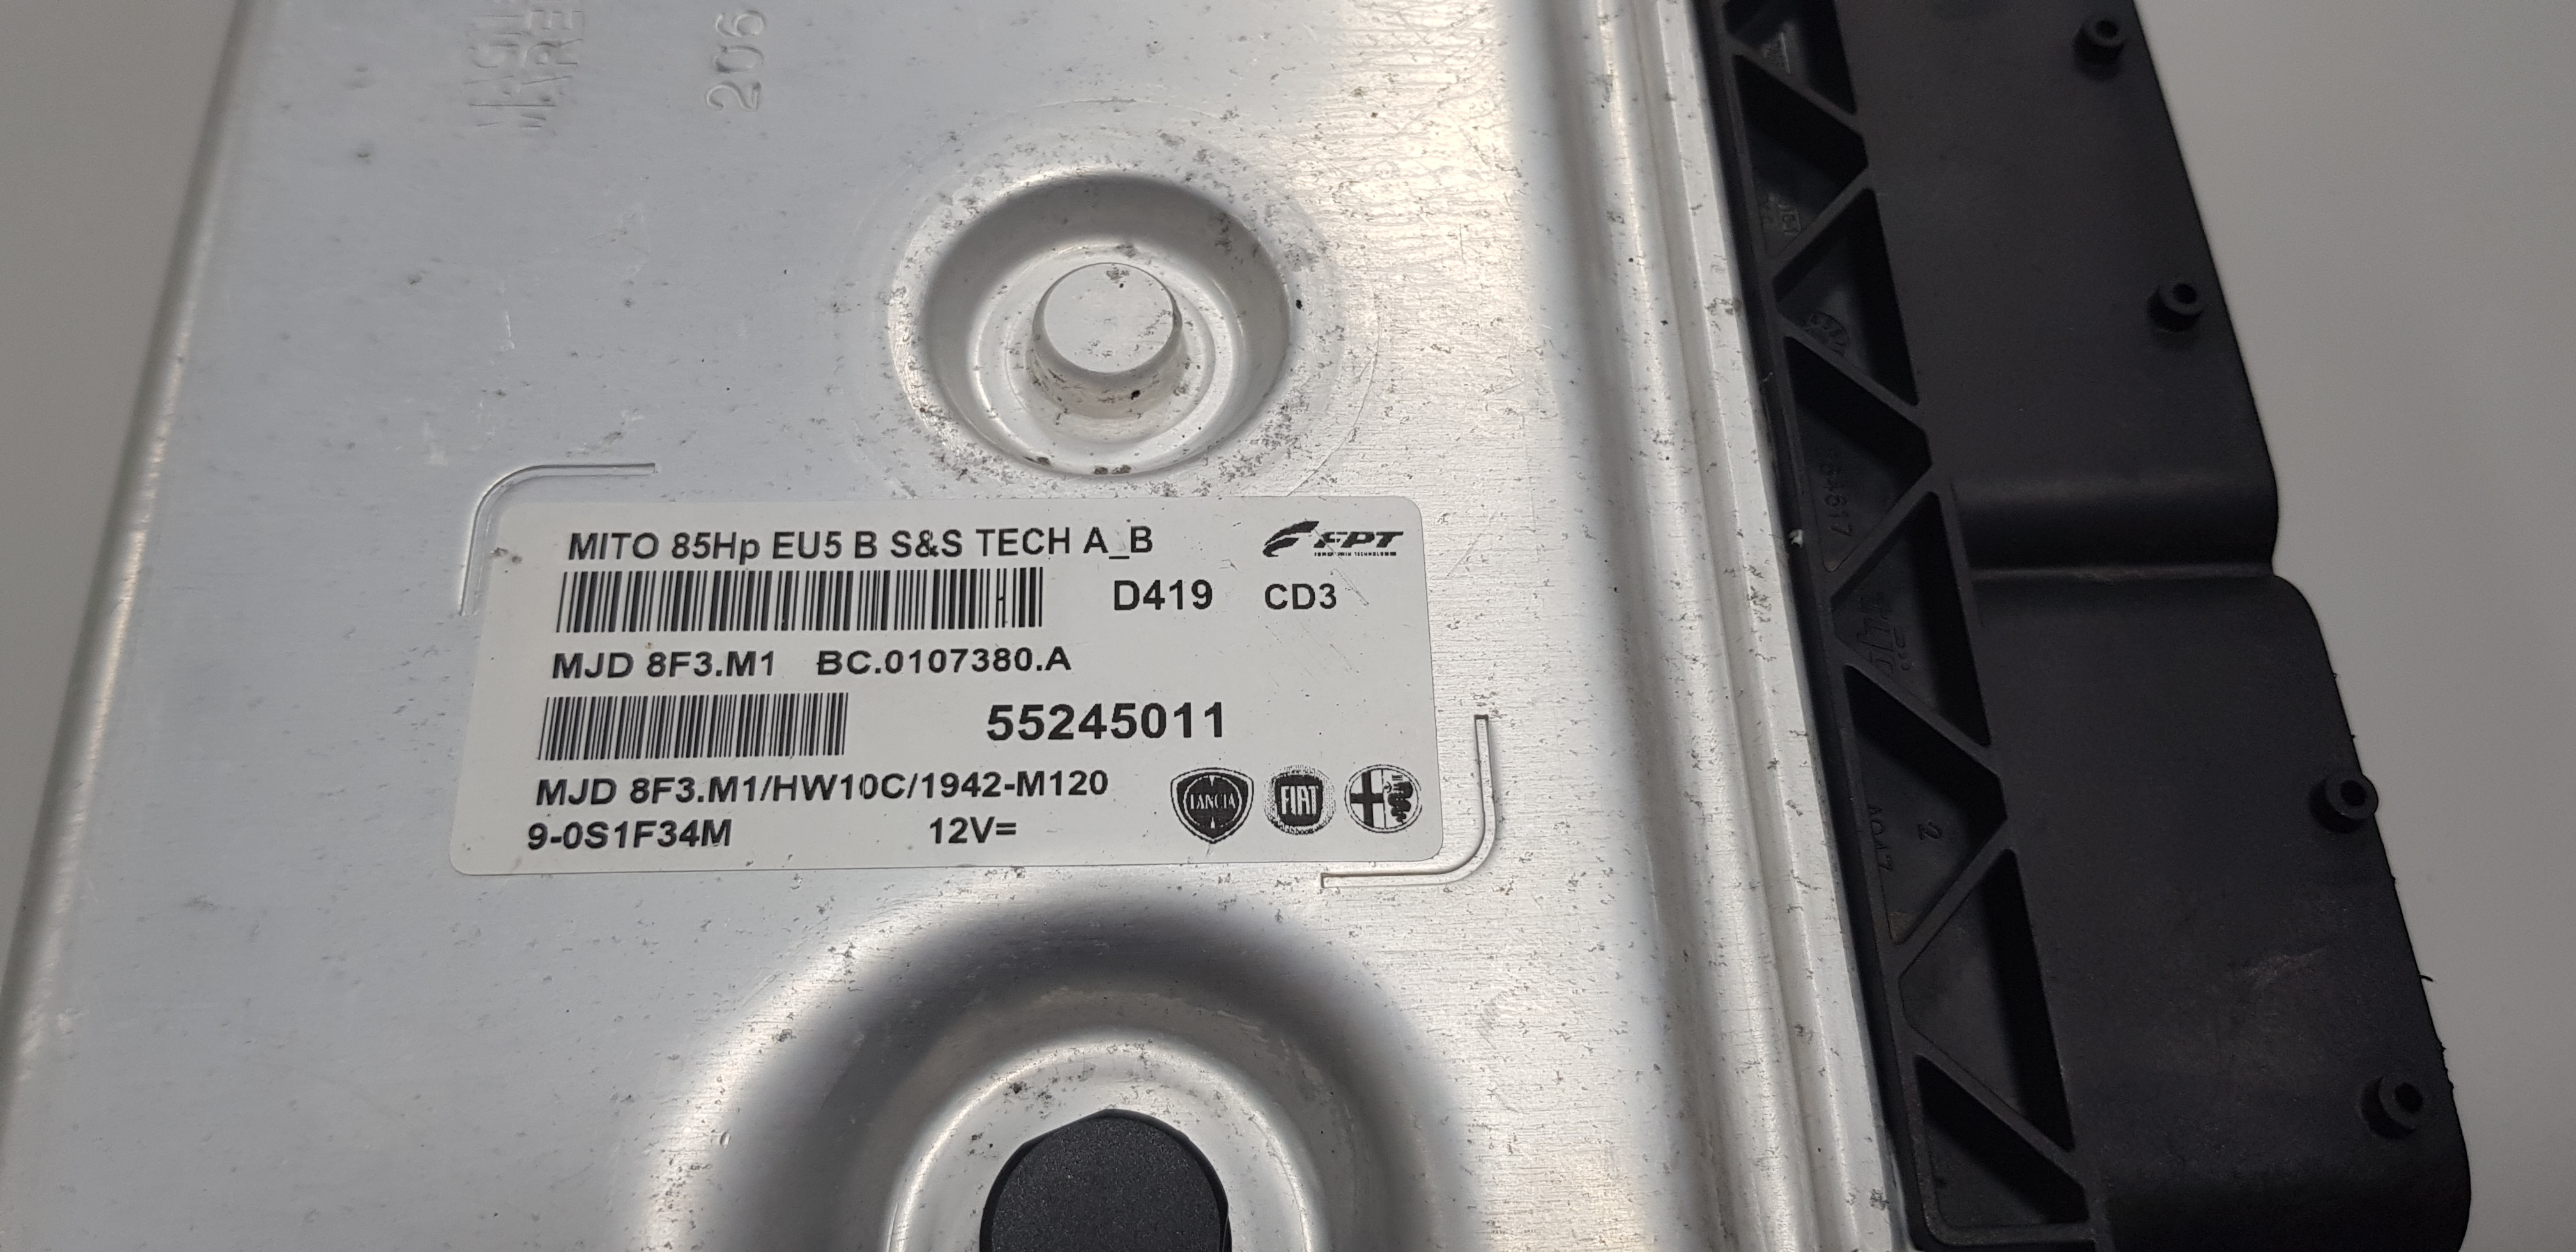 206
MITO 85Hp EU5 B S&S TECH A_B
FPT
D419 CD3
MJD 8F3.M1 BC.0107380.A
55245011
MJD 8F3.M1/HW10C/1942-M120
9-0S1F34M 12V=
LANCIA FIAT
2